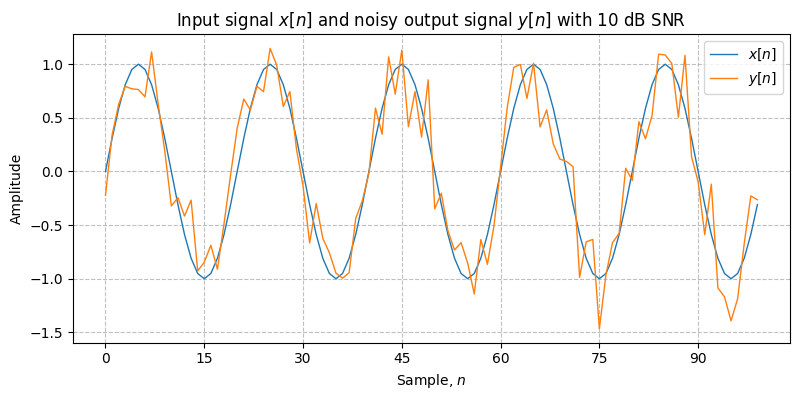 Input signal x[n] and noisy output signal y[n] with 10 dB SNR
x[n]
y[n]
Amplitude
1.0
0.5
0.0
−0.5
−1.0
−1.5
0 15 30 45 60 75 90
Sample, n